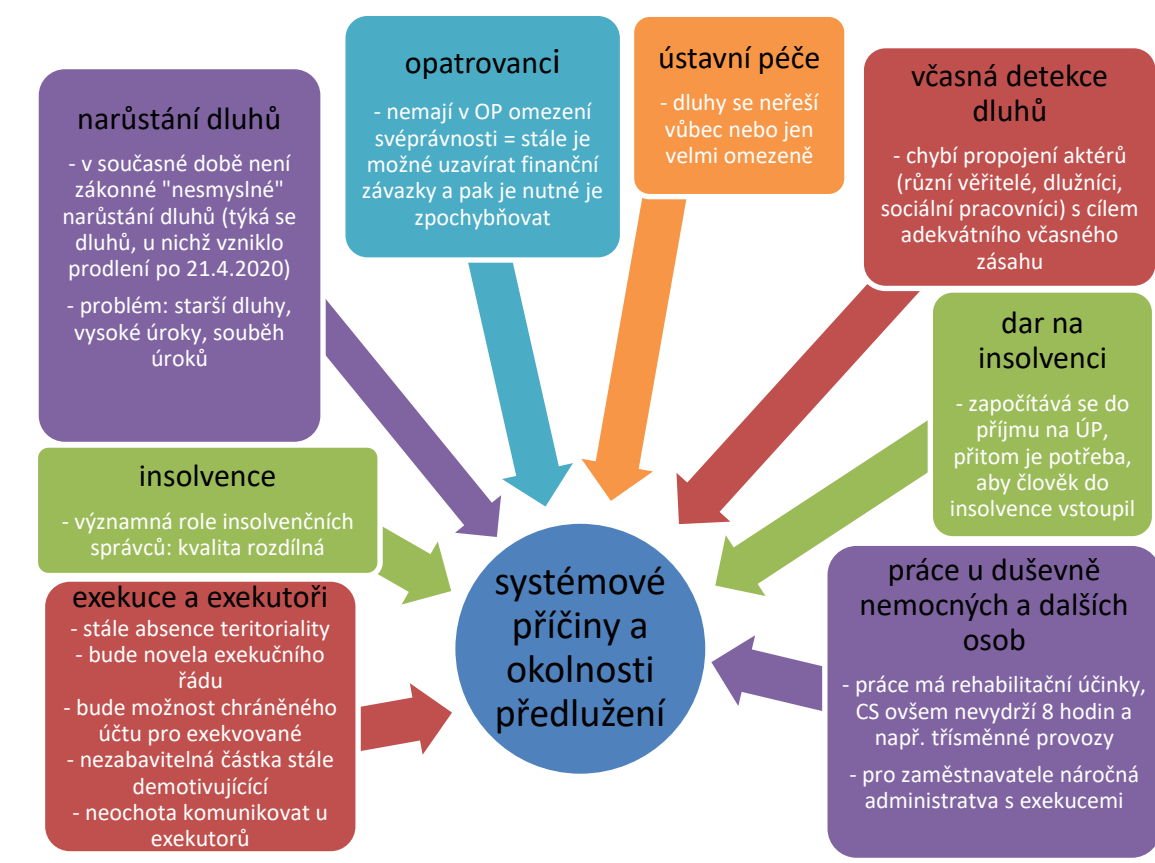 narůstání dluhů
- v současné době není
zákonné "nesmyslné"
narůstání dluhů (týká se
dluhů, u nichž vzniklo
prodlení po 21.4.2020)
- problém: starší dluhy,
vysoké úroky, souběh
úroků
opatrovanci
- nemají v OP omezení
svéprávnosti = stále je
možné uzavírat finanční
závazky a pak je nutné je
zpochybňovat
ústavní péče
- dluhy se neřeší
vůbec nebo jen
velmi omezeně
včasná detekce
dluhů
- chybí propojení aktérů
(různí věřitelé, dlužníci,
sociální pracovníci) s cílem
adekvátního včasného
zásahu
dar na
insolvenci
- započítává se do
příjmu na ÚP,
přitom je potřeba,
aby člověk do
insolvence vstoupil
insolvence
- významná role insolvenčních
správců: kvalita rozdílná
exekuce a exekutoři
- stále absence teritoriality
- bude novela exekučního
řádu
- bude možnost chráněného
účtu pro exekvované
- nezabavitelná částka stále
demotivujícící
- neochota komunikovat u
exekutorů
systémové
příčiny a
okolnosti
předlužení
práce u duševně
nemocných a dalších
osob
- práce má rehabilitační účinky,
CS ovšem nevydrží 8 hodin a
např. třísměnné provozy
- pro zaměstnavatele náročná
administratva s exekucemi